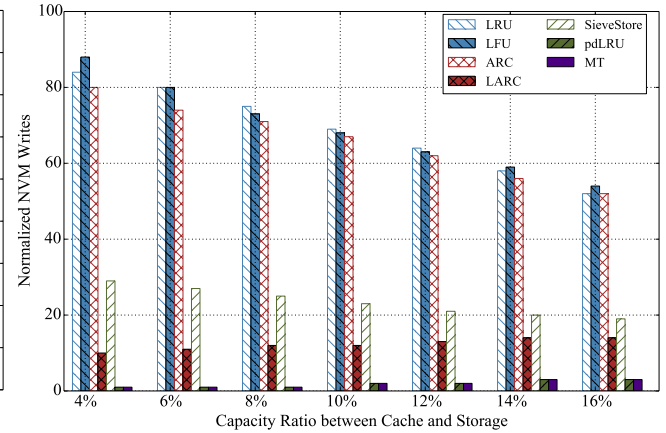 100
80
60
40
20
0
Normalized NVM Writes
LRU
LFU
ARC
LARC
SieveStore
pdLRU
MT
4% 6% 8% 10% 12% 14% 16%
Capacity Ratio between Cache and Storage